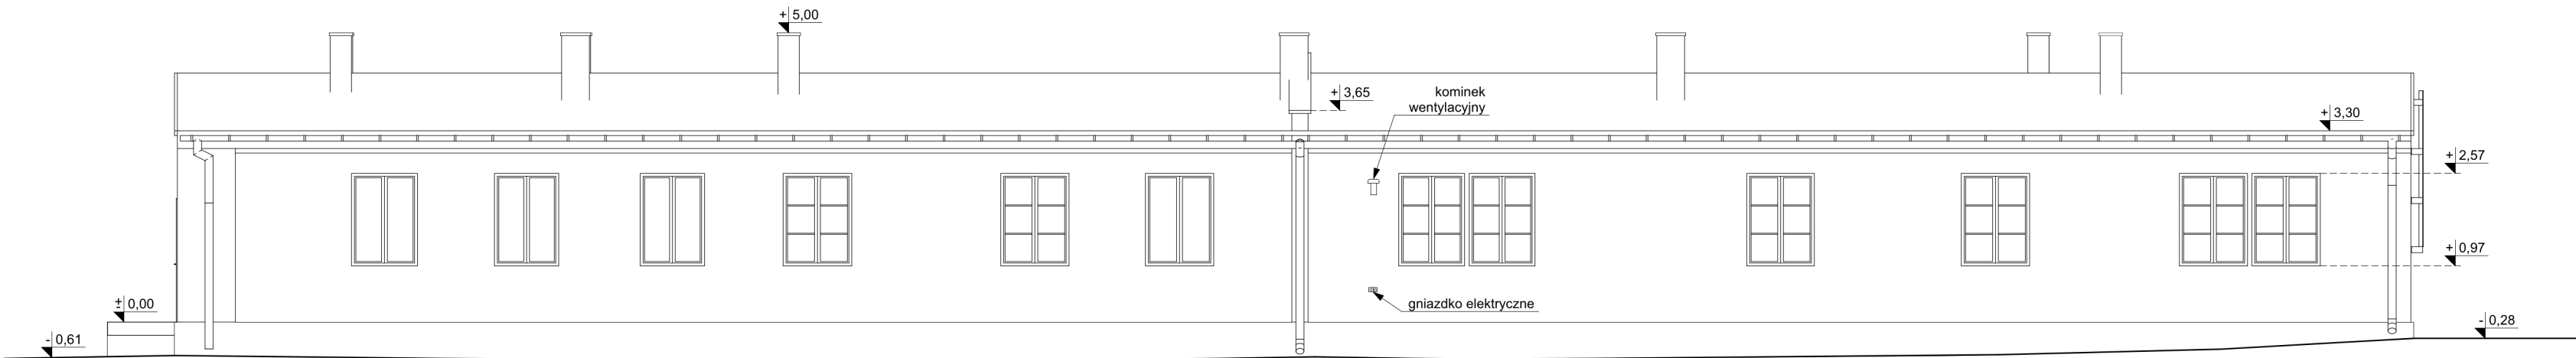 + 5,00
+ 3,65
kominek
wentylacyjny
+ 3,30
+ 2,57
+ 0,97
± 0,00
gniazdko elektryczne
- 0,61
- 0,28